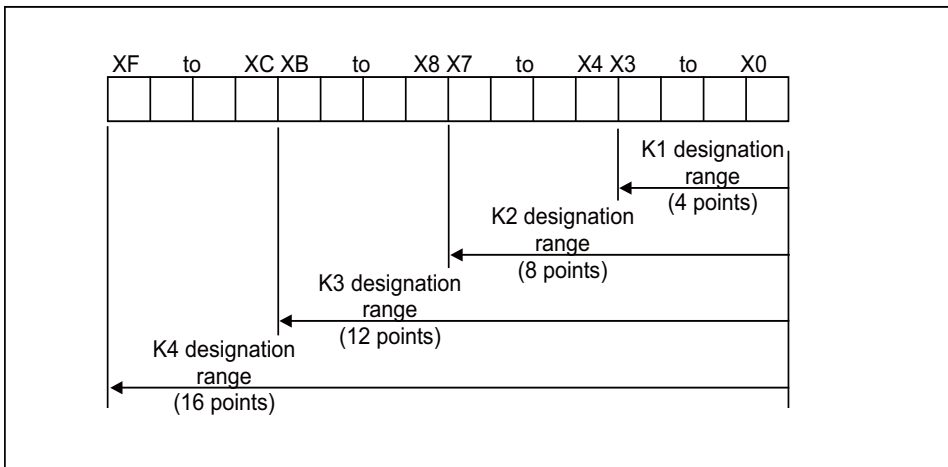 XF to XC XB to X8 X7 to X4 X3 to X0
K1 designation
range
(4 points)
K2 designation
range
(8 points)
K3 designation
range
(12 points)
K4 designation
range
(16 points)